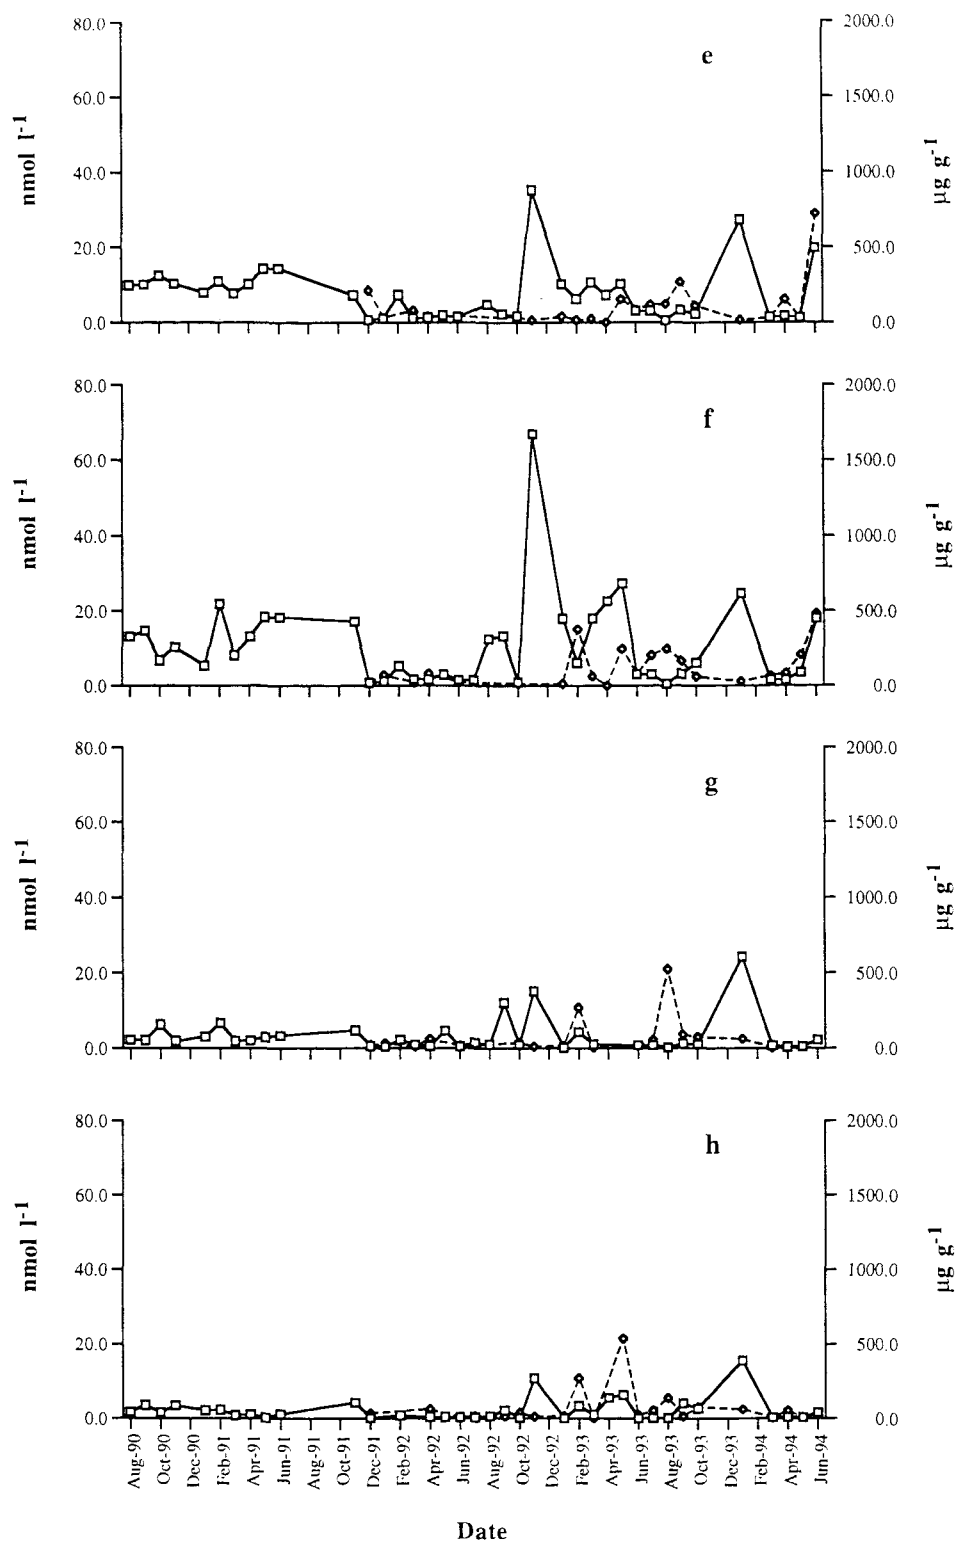 80.0
60.0
40.0
20.0
0.0
nmol l-1
e
2000.0
1500.0
1000.0
500.0
0.0
µg g-1
80.0
60.0
40.0
20.0
0.0
nmol l-1
f
2000.0
1500.0
1000.0
500.0
0.0
µg g-1
80.0
60.0
40.0
20.0
0.0
nmol l-1
g
2000.0
1500.0
1000.0
500.0
0.0
µg g-1
80.0
60.0
40.0
20.0
0.0
nmol l-1
h
2000.0
1500.0
1000.0
500.0
0.0
µg g-1
Aug-90
Oct-90
Dec-90
Feb-91
Apr-91
Jun-91
Aug-91
Oct-91
Dec-91
Feb-92
Apr-92
Jun-92
Aug-92
Oct-92
Dec-92
Feb-93
Apr-93
Jun-93
Aug-93
Oct-93
Dec-93
Feb-94
Apr-94
Jun-94
Date